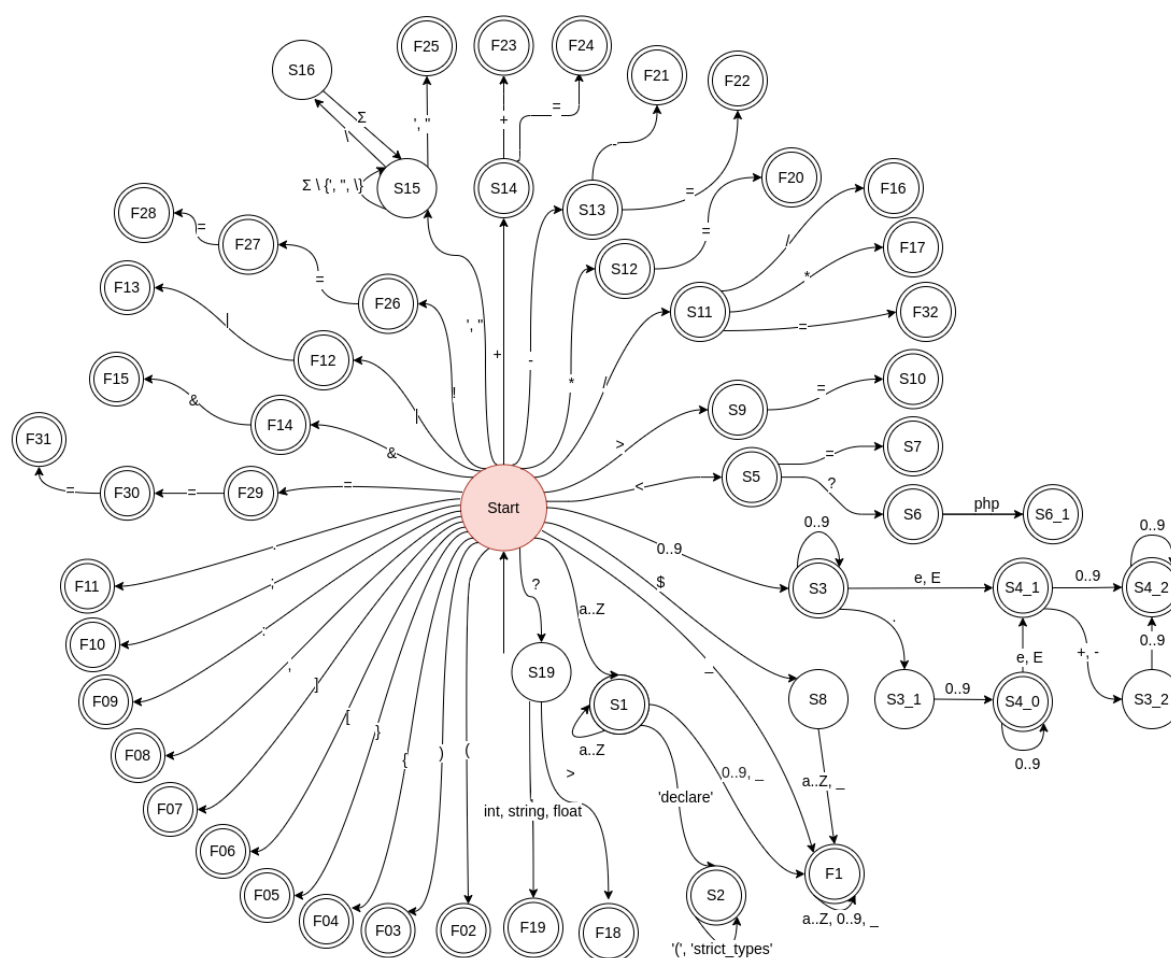 F25
F23
F24
S16
F21
F22
Σ
\
', "
+
=
-
=
Σ \ {', ", \}
S15
S14
S13
F20
F16
F28
=
F27
=
S12
=
/
F17
*
F13
=
F26
S11
=
F32
|
', "
+
-
*
/
F12
!
F15
&
F14
|
S9
=
S10
F31
&
>
S7
=
=
F30
=
F29
=
Start
<
S5
?
S6
php
S6_1
.
0..9
0..9
0..9
F11
;
?
a..Z
$
S3
e, E
S4_1
0..9
S4_2
F10
:
.
e, E
+, -
0..9
F09
,
]
S19
_
S8
S3_1
0..9
S4_0
S3_2
F08
[
}
{
)
(
S1
a..Z
0..9
F07
>
'declare'
0..9, _
a..Z, _
int, string, float
F06
F05
F04
F03
F02
F19
F18
S2
F1
'(', 'strict_types'
a..Z, 0..9, _